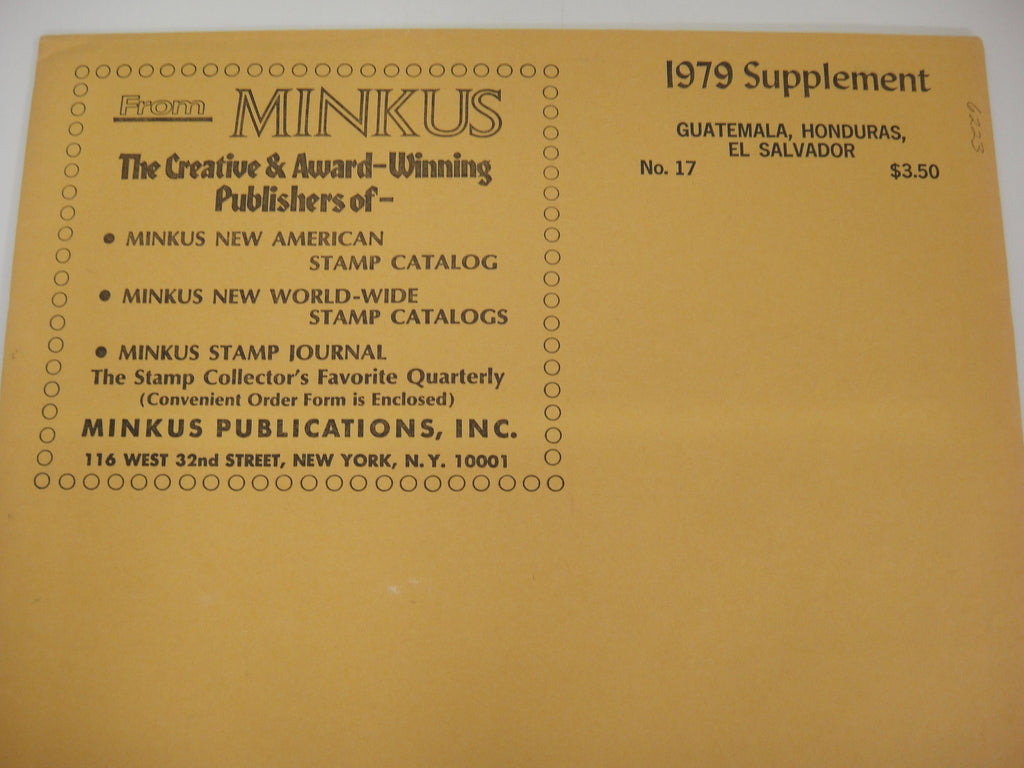 From MINKUS
The Creative & Award-Winning
Publishers of-
• MINKUS NEW AMERICAN
STAMP CATALOG
• MINKUS NEW WORLD-WIDE
STAMP CATALOGS
• MINKUS STAMP JOURNAL
The Stamp Collector's Favorite Quarterly
(Convenient Order Form is Enclosed)
MINKUS PUBLICATIONS, INC.
116 WEST 32nd STREET, NEW YORK, N.Y. 10001
1979 Supplement
GUATEMALA, HONDURAS,
EL SALVADOR
No. 17 $3.50
6223